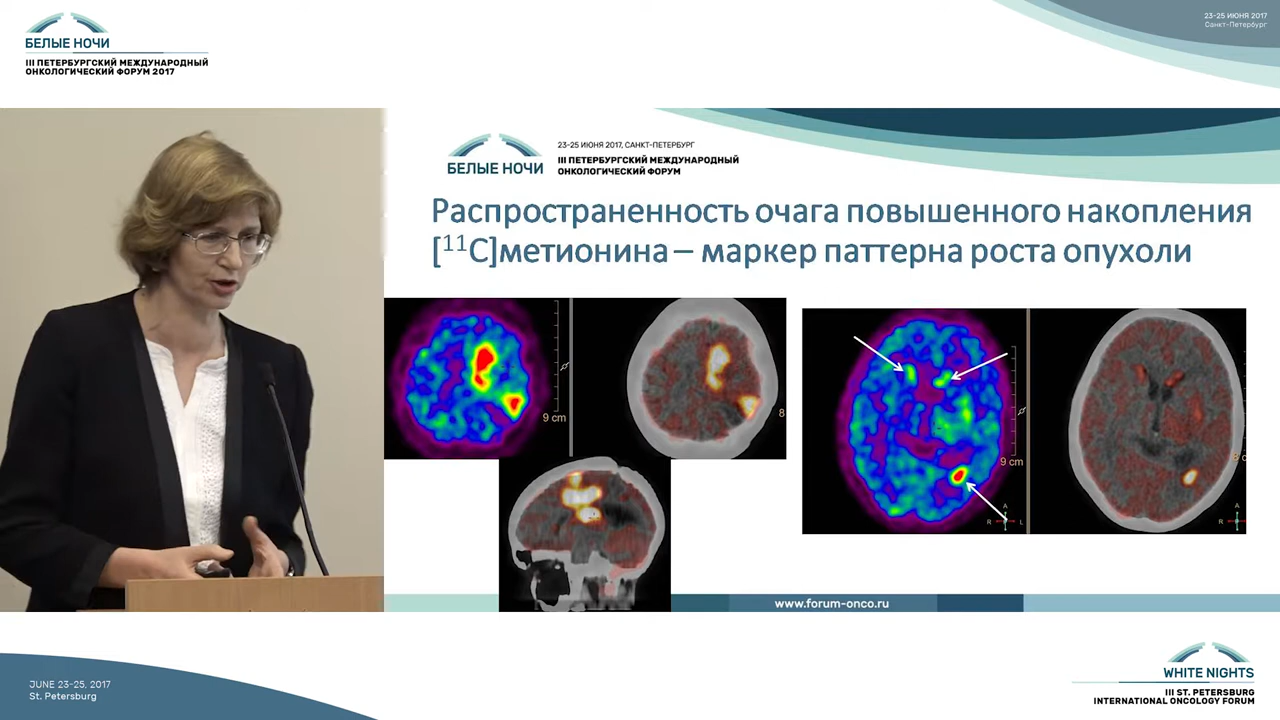 БЕЛЫЕ НОЧИ
III ПЕТЕРБУРГСКИЙ МЕЖДУНАРОДНЫЙ
ОНКОЛОГИЧЕСКИЙ ФОРУМ 2017
23-25 ИЮНЯ 2017
Санкт-Петербург
БЕЛЫЕ НОЧИ
23-25 ИЮНЯ 2017, САНКТ-ПЕТЕРБУРГ
III ПЕТЕРБУРГСКИЙ МЕЖДУНАРОДНЫЙ
ОНКОЛОГИЧЕСКИЙ ФОРУМ
Распространенность очага повышенного накопления
[¹¹C]метионина – маркер паттерна роста опухоли
9 cm
8
9 cm
A
R L
8 c
A
R
www.forum-onco.ru
JUNE 23-25, 2017
St. Petersburg
WHITE NIGHTS
III ST. PETERSBURG
INTERNATIONAL ONCOLOGY FORUM